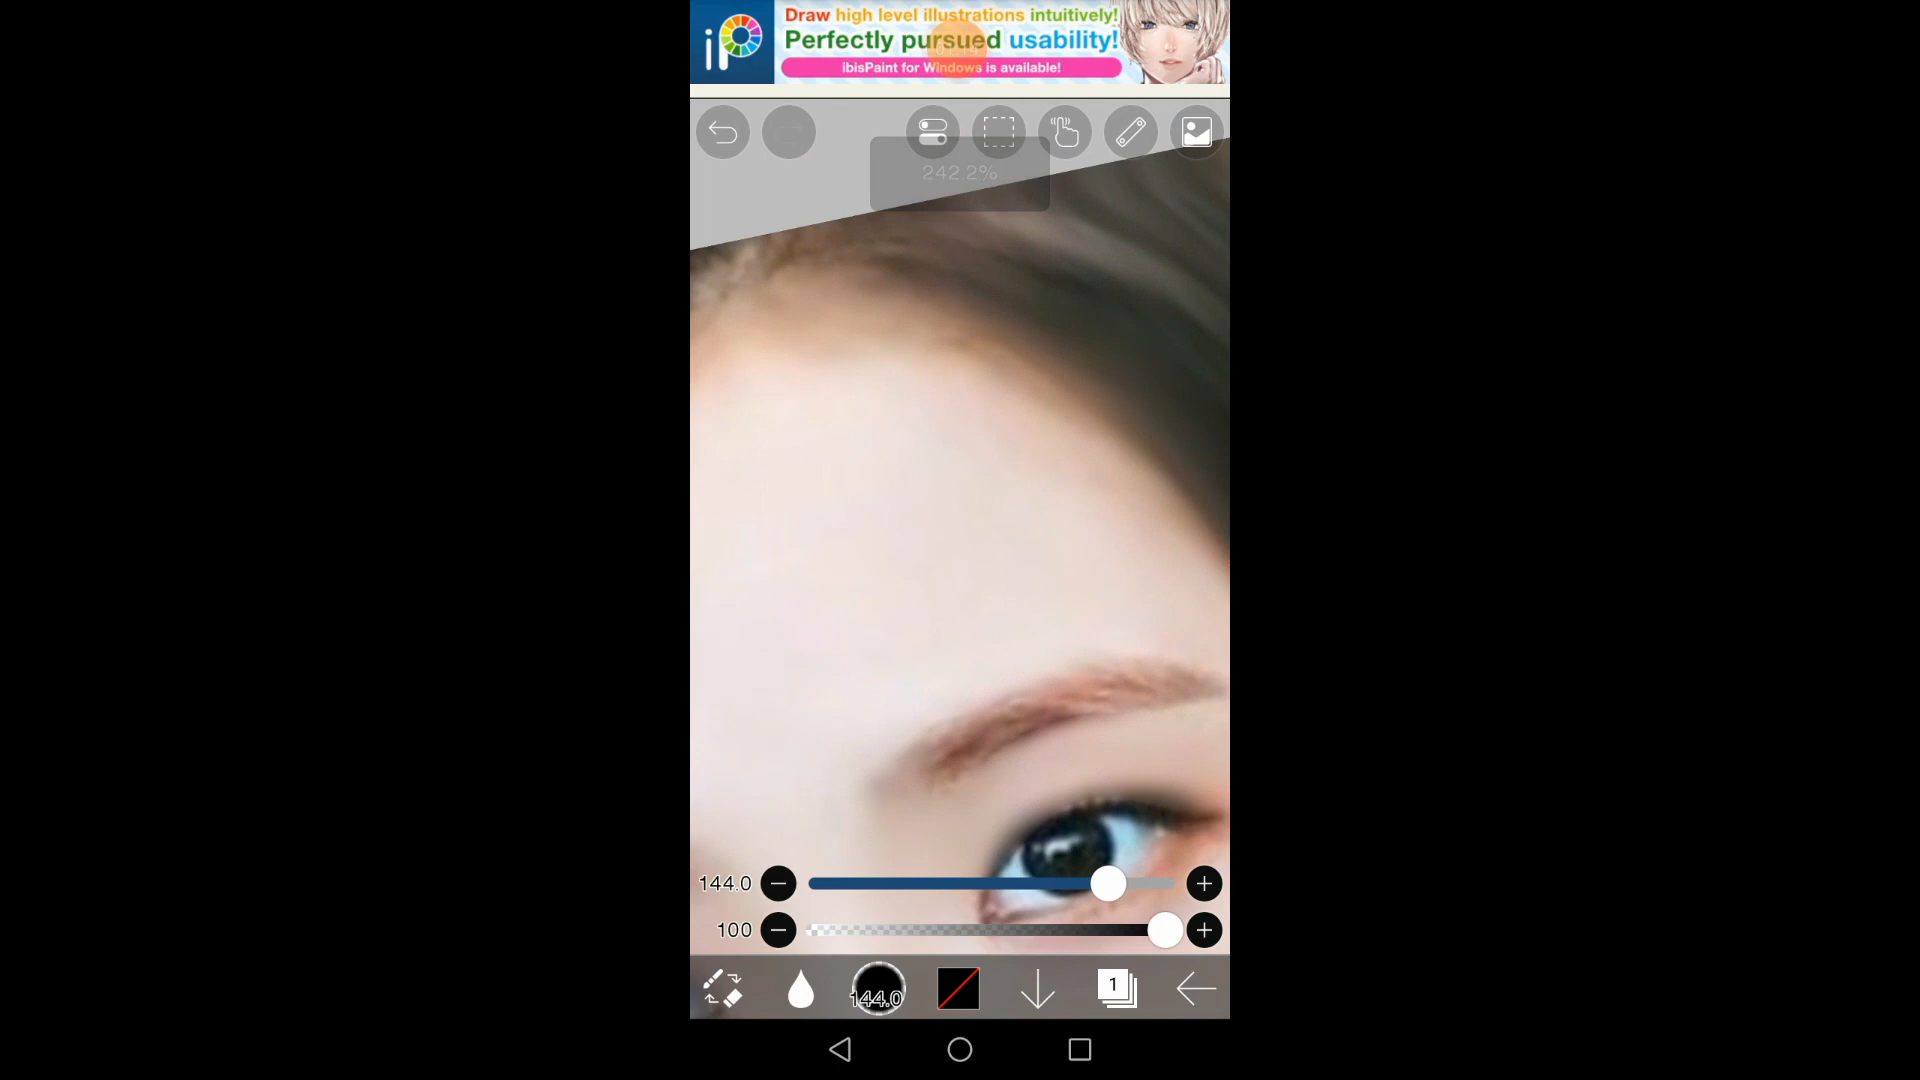 iP
Draw high level illustrations intuitively!
Perfectly pursued usability!
ibisPaint for Windows is available!
242.2%
144.0
100
144.0
1